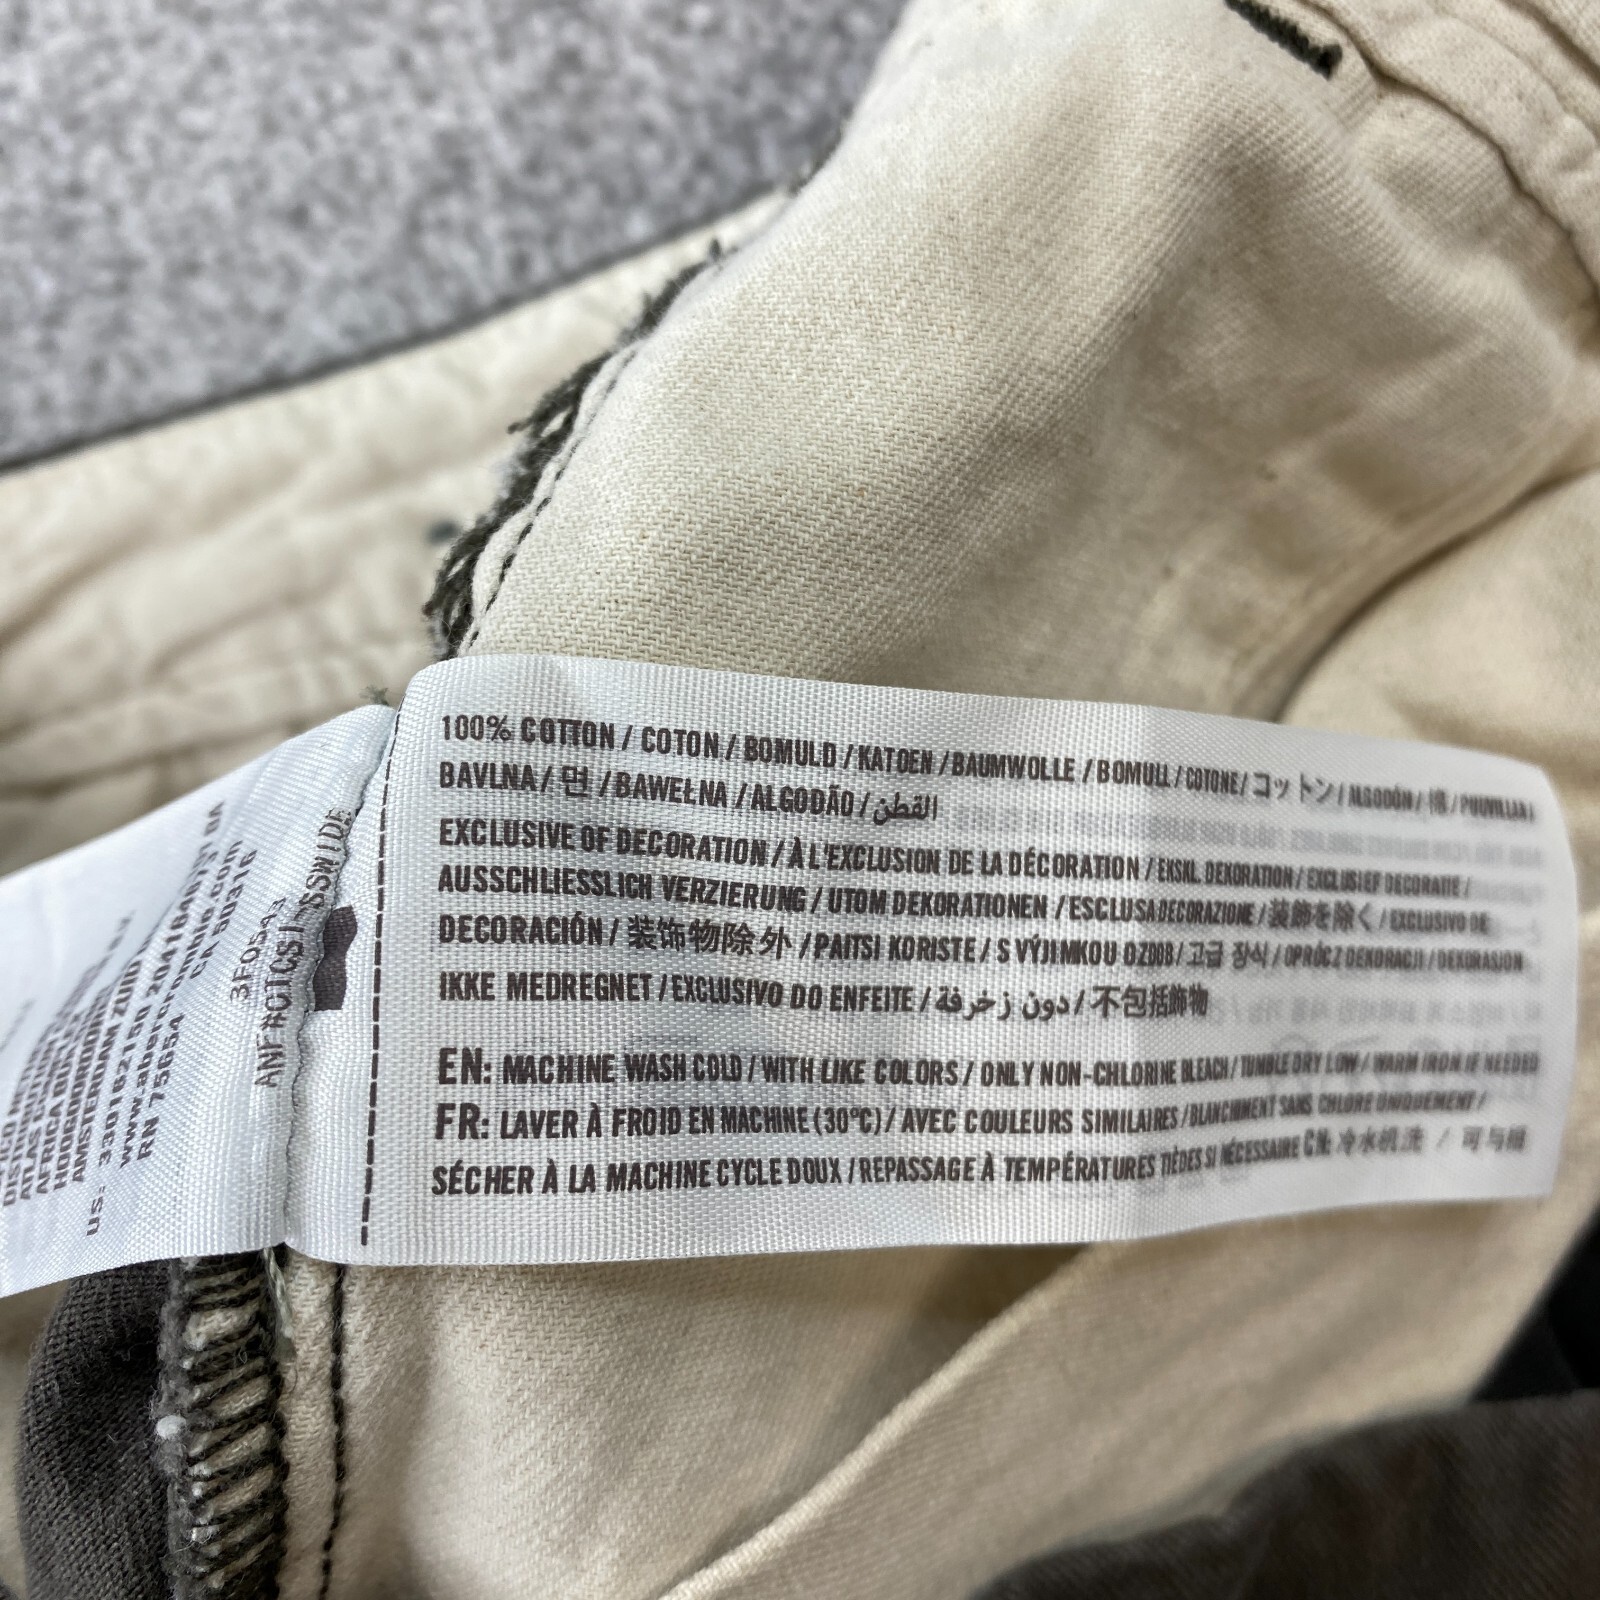 100% COTTON / COTON / BOMULD / KATOEN / BAUMWOLLE / BOMULL / COTONE / コットン / ALGODÓN / 棉 / PUUVILLAA /
BAVLNA / 면 / BAWEŁNA / ALGODÃO / القطن
EXCLUSIVE OF DECORATION / À L'EXCLUSION DE LA DÉCORATION / EKSKL DEKORATION / EXCLUSIEF DECORATIE /
AUSSCHLIESSLICH VERZIERUNG / UTOM DEKORATIONEN / ESCLUSA DECORAZIONE / 装飾を除く / EXCLUSIVO DE
DECORACIÓN / 装饰物除外 / PAITSI KORISTE / S VÝJIMKOU OZDOB / 고급 장식 / OPRÓCZ DEKORACJI / DEKORASJON
IKKE MEDREGNET / EXCLUSIVO DO ENFEITE / دون زخرفة / 不包括飾物
EN: MACHINE WASH COLD / WITH LIKE COLORS / ONLY NON-CHLORINE BLEACH / TUMBLE DRY LOW / WARM IRON IF NEEDED
FR: LAVER À FROID EN MACHINE (30°C) / AVEC COULEURS SIMILAIRES / BLANCHIMENT SANS CHLORE UNIQUEMENT /
SÉCHER À LA MACHINE CYCLE DOUX / REPASSAGE À TEMPÉRATURES TIÈDES SI NÉCESSAIRE CN: 冷水机洗 / 可与
AMSTERDAM ZUID
US: 330162150
www.abercrombie.com
RN 75654 CA 50316
3F0543